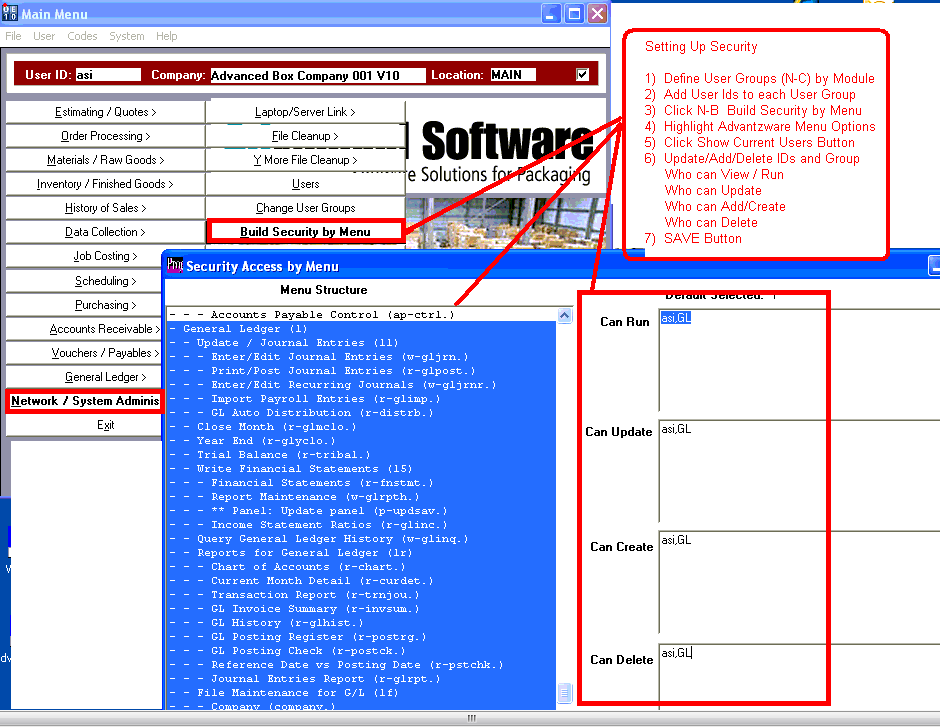 Main Menu
File User Codes System Help
User ID: asi Company: Advanced Box Company 001 V10 Location: MAIN
Estimating / Quotes >
Order Processing >
Materials / Raw Goods >
Inventory / Finished Goods >
History of Sales >
Data Collection >
Job Costing >
Scheduling >
Purchasing >
Accounts Receivable >
Vouchers / Payables >
General Ledger >
Network / System Adminis
Exit
Laptop/Server Link >
File Cleanup >
Y More File Cleanup >
Users
Change User Groups
Build Security by Menu
Software
Solutions for Packaging
Setting Up Security
1) Define User Groups (N-C) by Module
2) Add User Ids to each User Group
3) Click N-B Build Security by Menu
4) Highlight Advantzware Menu Options
5) Click Show Current Users Button
6) Update/Add/Delete IDs and Group
Who can View / Run
Who can Update
Who can Add/Create
Who can Delete
7) SAVE Button
Security Access by Menu
Menu Structure
- - - Accounts Payable Control (ap-ctrl.)
- General Ledger (l)
- - Update / Journal Entries (l1)
- - - Enter/Edit Journal Entries (w-gljrn.)
- - - Print/Post Journal Entries (r-glpost.)
- - - Enter/Edit Recurring Journals (w-gljrnr.)
- - - Import Payroll Entries (r-glimp.)
- - - GL Auto Distribution (r-distrb.)
- - Close Month (r-glmclo.)
- - Year End (r-glyclo.)
- - Trial Balance (r-tribal.)
- - Write Financial Statements (l5)
- - - Financial Statements (r-fnstmt.)
- - - Report Maintenance (w-glrpth.)
- - - ** Panel: Update panel (p-updsav.)
- - - Income Statement Ratios (r-glinc.)
- - Query General Ledger History (w-glinq.)
- - Reports for General Ledger (lr)
- - - Chart of Accounts (r-chart.)
- - - Current Month Detail (r-curdet.)
- - - Transaction Report (r-trnjou.)
- - - GL Invoice Summary (r-invsum.)
- - - GL History (r-glhist.)
- - - GL Posting Register (r-postrg.)
- - - GL Posting Check (r-postck.)
- - - Reference Date vs Posting Date (r-pstchk.)
- - - Journal Entries Report (r-glrpt.)
- - File Maintenance for G/L (lf)
- - - Company (company.)
Default Selected:
Can Run asi,GL
Can Update asi,GL
Can Create asi,GL
Can Delete asi,GL